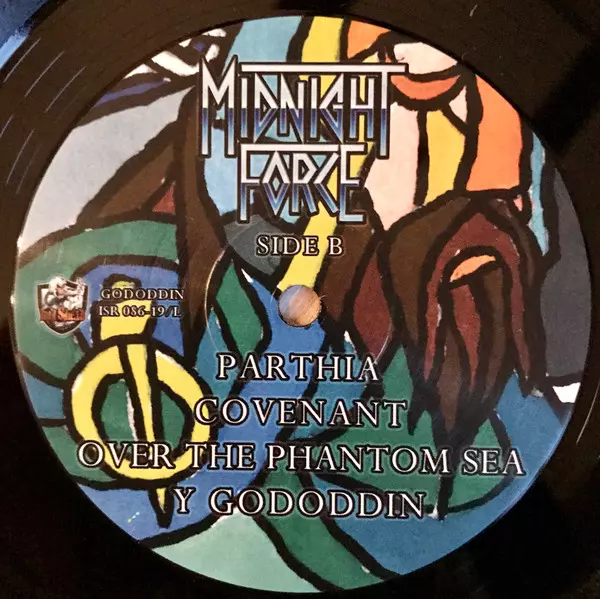 MIDNIGHT
FORCE
SIDE B
GODODDIN
ISR 086-19/L
PARTHIA
COVENANT
OVER THE PHANTOM SEA
Y GODODDIN